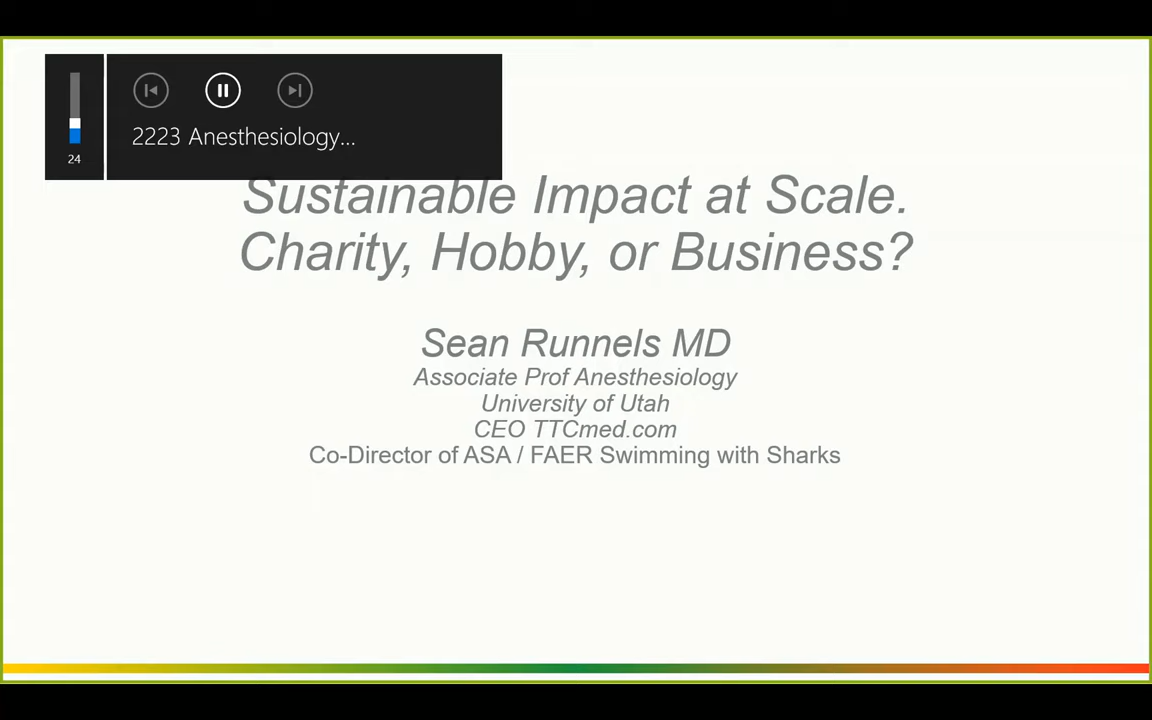 24
2223 Anesthesiology...
Sustainable Impact at Scale.
Charity, Hobby, or Business?
Sean Runnels MD
Associate Prof Anesthesiology
University of Utah
CEO TTCmed.com
Co-Director of ASA / FAER Swimming with Sharks